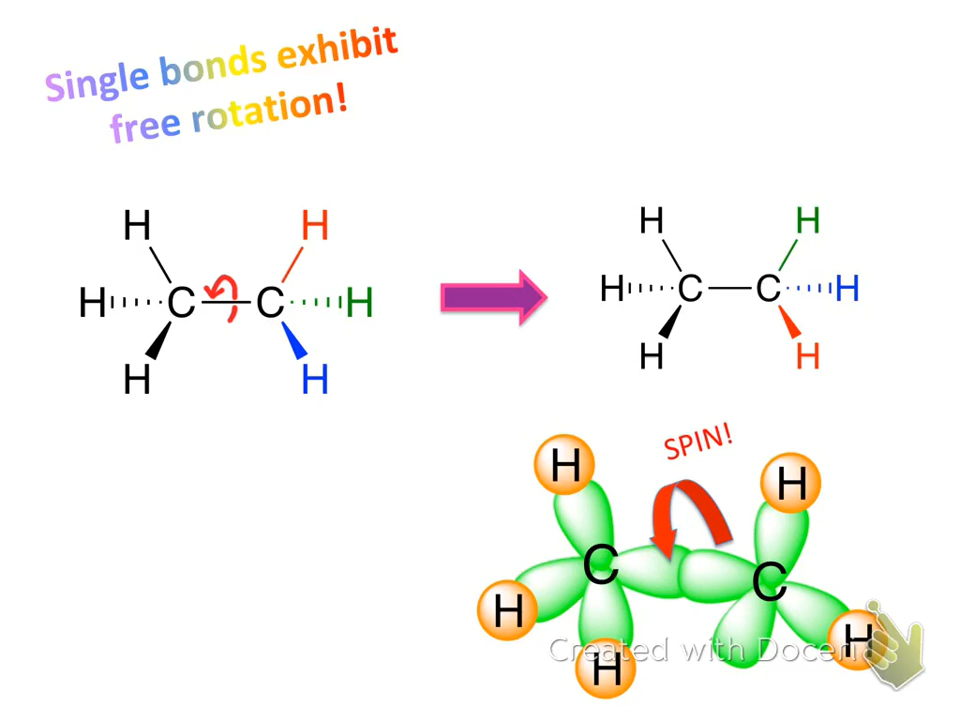 Single bonds exhibit
free rotation!
H H
H C C H
H H
H H
H C C H
H H
SPIN!
H H
C C
H H
H
Created with Doceri